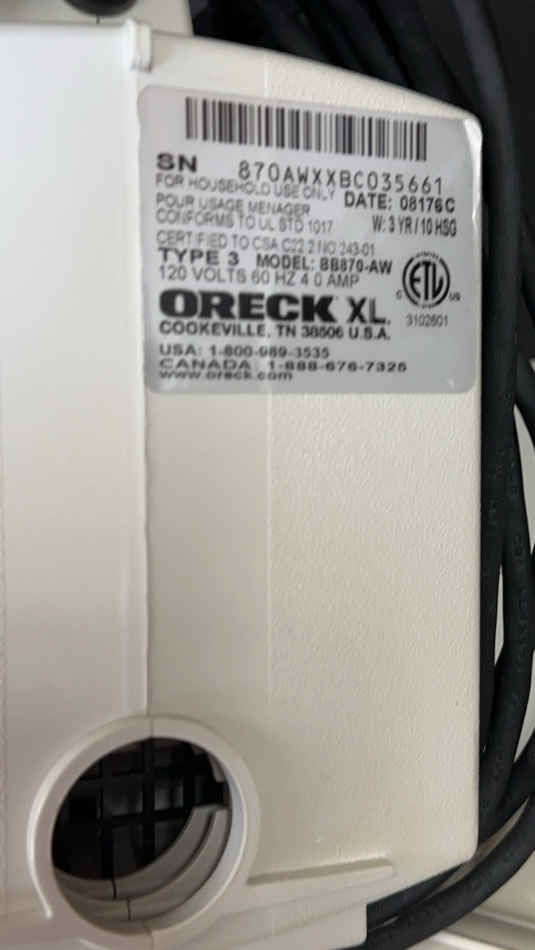 SN 870AWXXBC035661
FOR HOUSEHOLD USE ONLY DATE: 08176C
POUR USAGE MENAGER
CONFORMS TO UL STD.1017 W: 3 YR / 10 HSG
CERTIFIED TO CSA C22.2 NO 243-01
TYPE 3 MODEL: BB870-AW
120 VOLTS 60 HZ 4 0 AMP
C ETL US
ORECK XL.
3102601
COOKEVILLE, TN 38506 U.S.A.
USA: 1-800-989-3535
CANADA: 1-888-676-7325
www.oreck.com